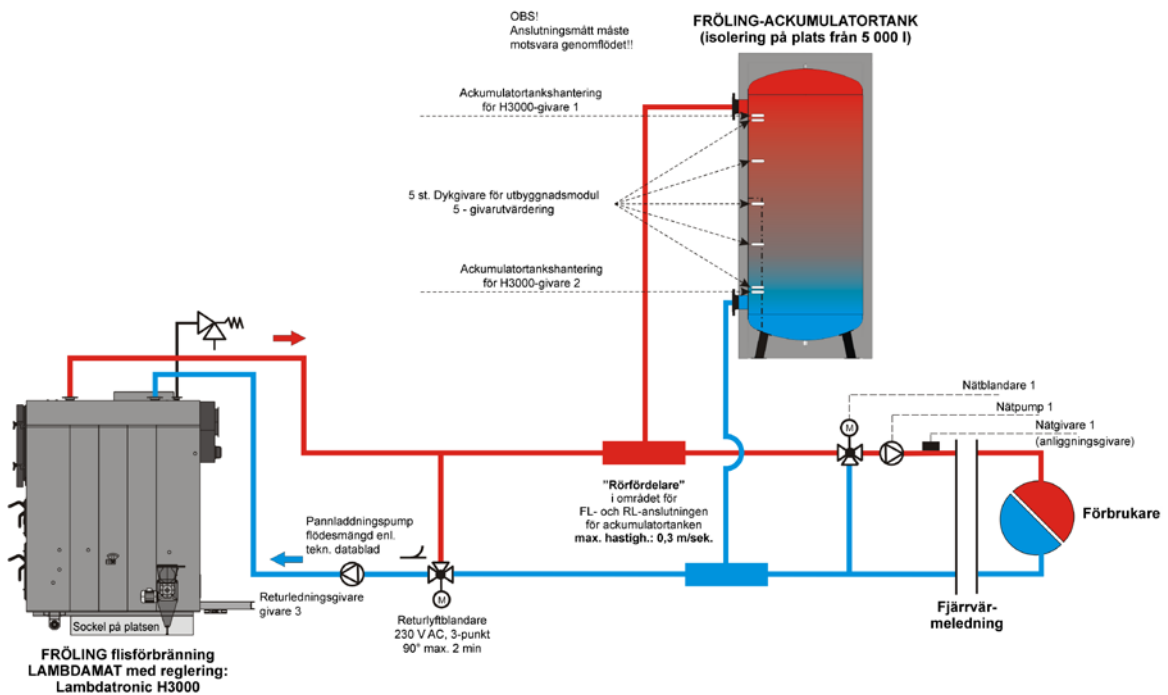 OBS!
Anslutningsmått måste
motsvara genomflödet!!
FRÖLING-ACKUMULATORTANK
(isolering på plats från 5 000 l)
Ackumulatortankshantering
för H3000-givare 1
5 st. Dykgivare för utbyggnadsmodul
5 - givarutvärdering
Ackumulatortankshantering
för H3000-givare 2
Nätblandare 1
Nätpump 1
Nätgivare 1
(anliggningsgivare)
M
"Rörfördelare"
i området för
FL- och RL-anslutningen
för ackumulatortanken
max. hastigh.: 0,3 m/sek.
Förbrukare
Pannladdningspump
flödesmängd enl.
tekn. datablad
Returledningsgivare
givare 3
M
Returlyftblandare
230 V AC, 3-punkt
90° max. 2 min
Fjärrvär-
meledning
Sockel på platsen
FRÖLING flisförbränning
LAMBDAMAT med reglering:
Lambdatronic H3000